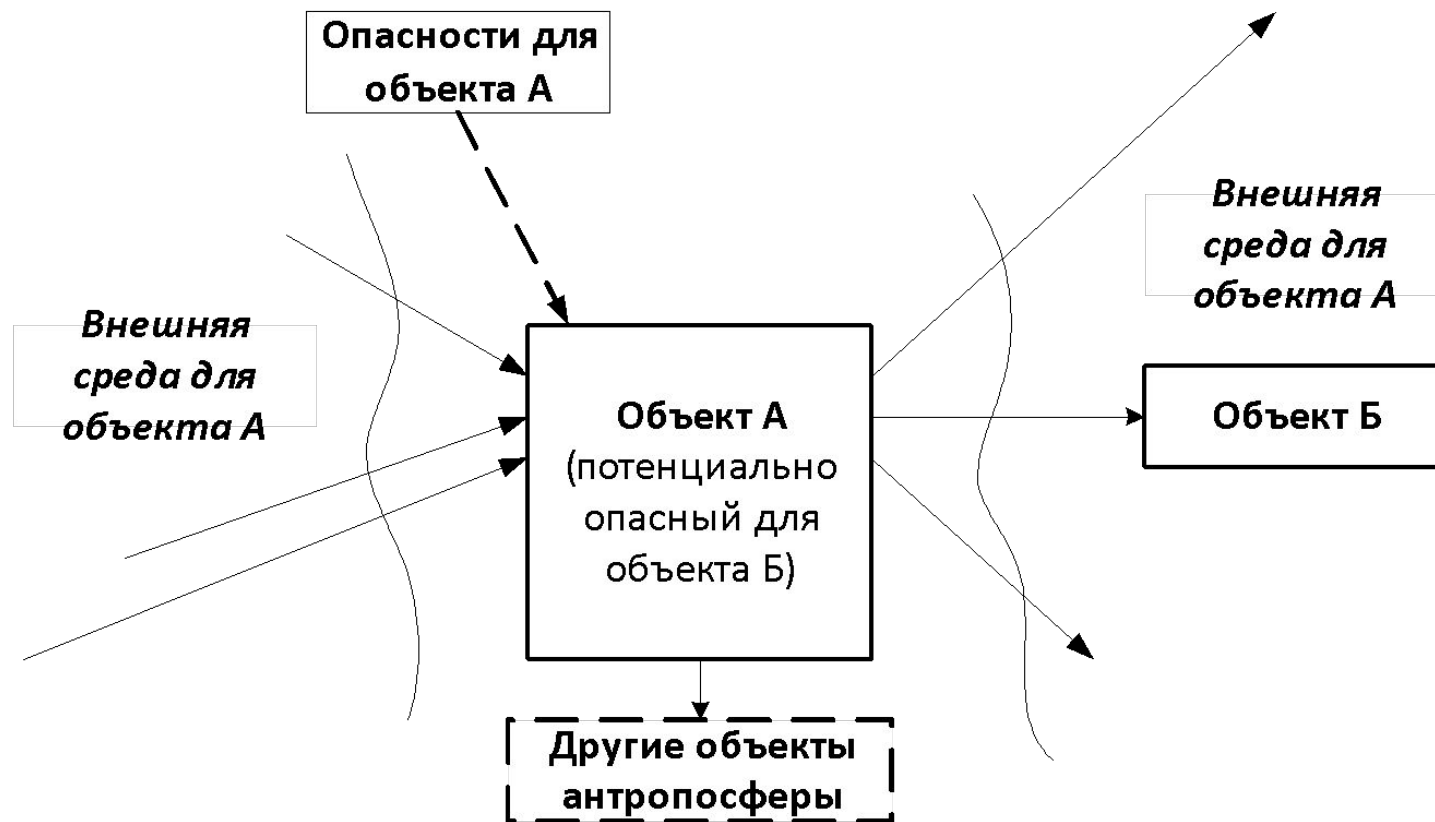 Опасности для
объекта А
Внешняя
среда для
объекта А
Внешняя
среда для
объекта А
Объект А
(потенциально
опасный для
объекта Б)
Объект Б
Другие объекты
антропосферы